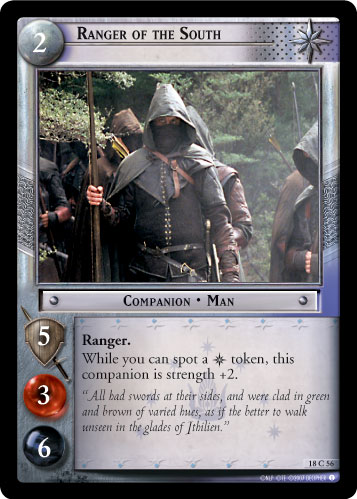 2
Ranger of the South
Companion • Man
5
Ranger.
While you can spot a token, this
companion is strength +2.
3
"All had swords at their sides, and were clad in green
and brown of varied hues, as if the better to walk
unseen in the glades of Ithilien."
6
18 C 56